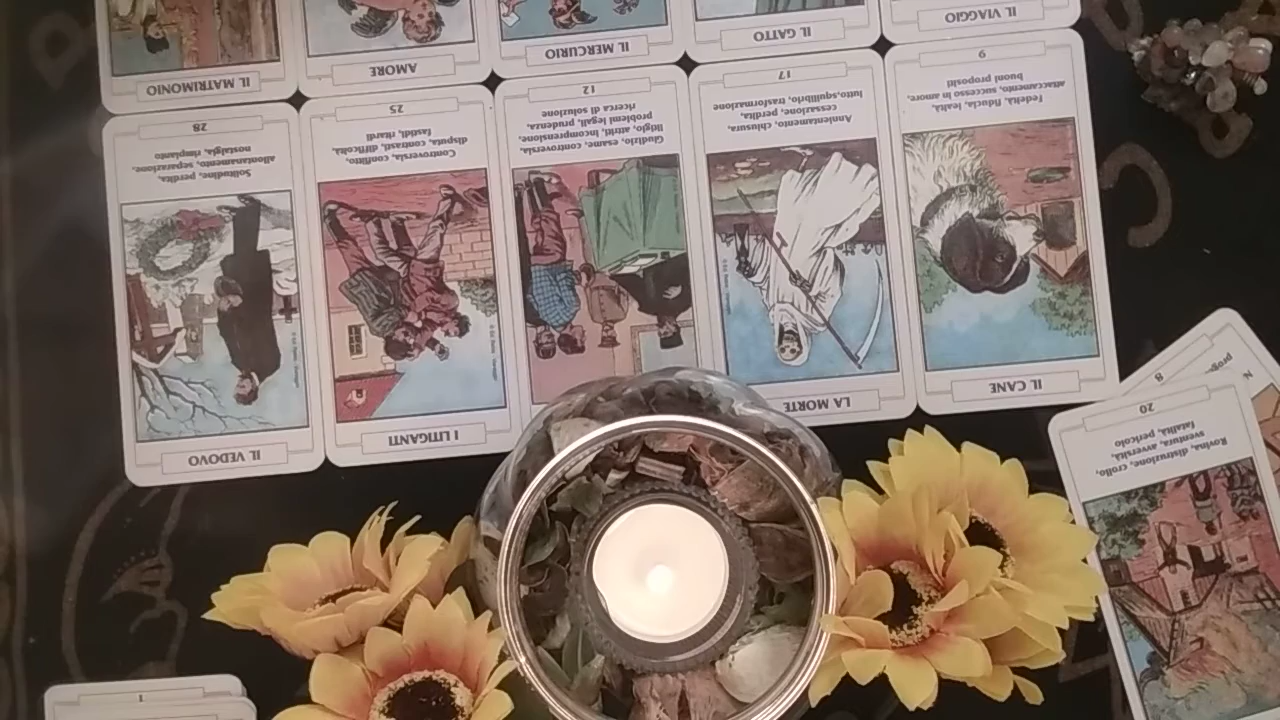 IL MATRIMONIO
AMORE
IL MERCURIO
IL GATTO
IL VIAGGIO
IL VEDOVO
Solitudine, perdita,
allontanamento, separazione,
nostalgia, rimpianto
28
I LITIGANTI
Controversia, conflitto,
disputa, contrasti, difficoltà,
fastidi, ritardi
25
Giudizio, esame, controversia,
litigio, attriti, incomprensione,
problemi legali, prudenza,
ricerca di soluzione
12
LA MORTE
Annientamento, chiusura,
cessazione, perdita,
lutto,squilibrio, trasformazione
17
IL CANE
Fedeltà, fiducia, lealtà,
attaccamento, successo in amore,
buoni propositi
9
Rovina, distruzione, crollo,
sventura, avversità,
fatalità, pericolo
20
8
1